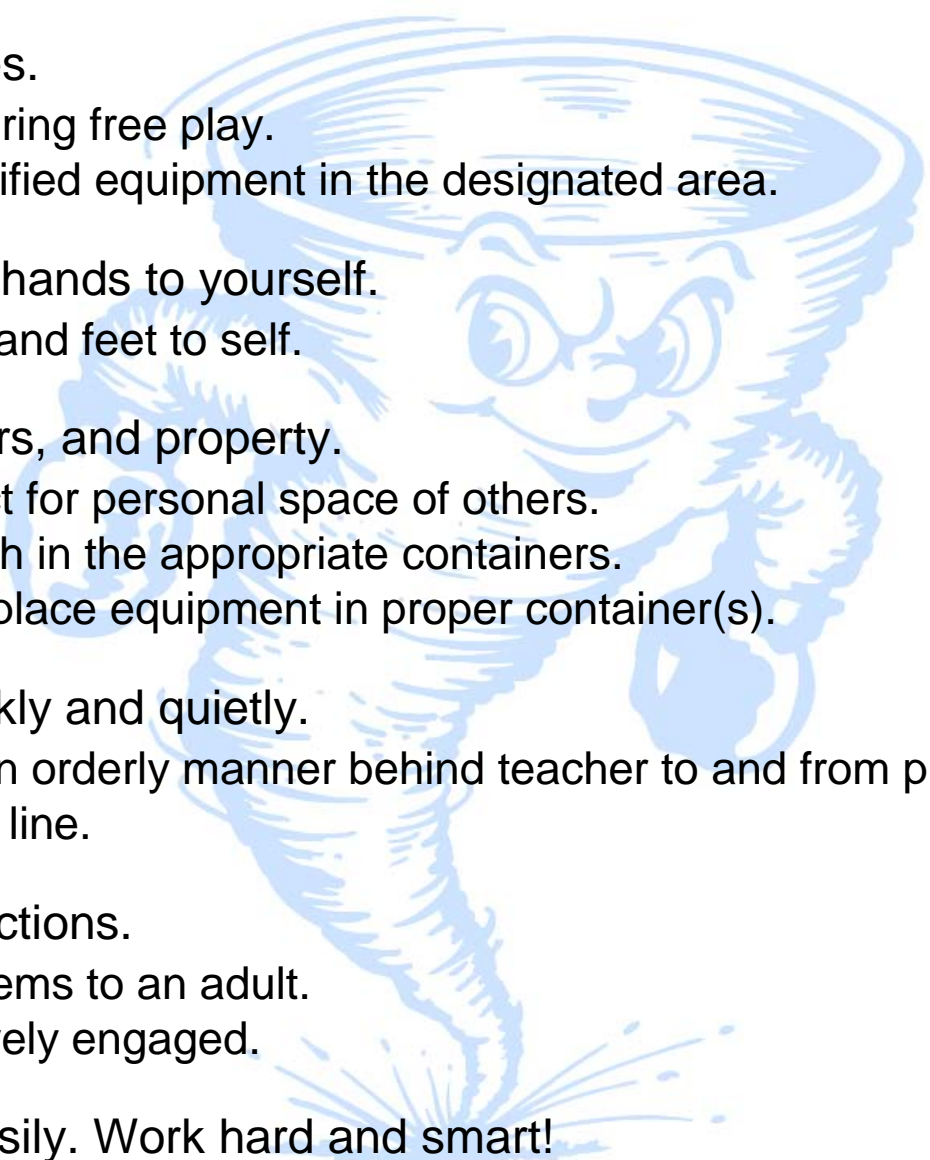 s.
ring free play.
ified equipment in the designated area.
hands to yourself.
and feet to self.
rs, and property.
ct for personal space of others.
h in the appropriate containers.
place equipment in proper container(s).
kly and quietly.
n orderly manner behind teacher to and from p
line.
ctions.
ems to an adult.
vely engaged.
sily. Work hard and smart!